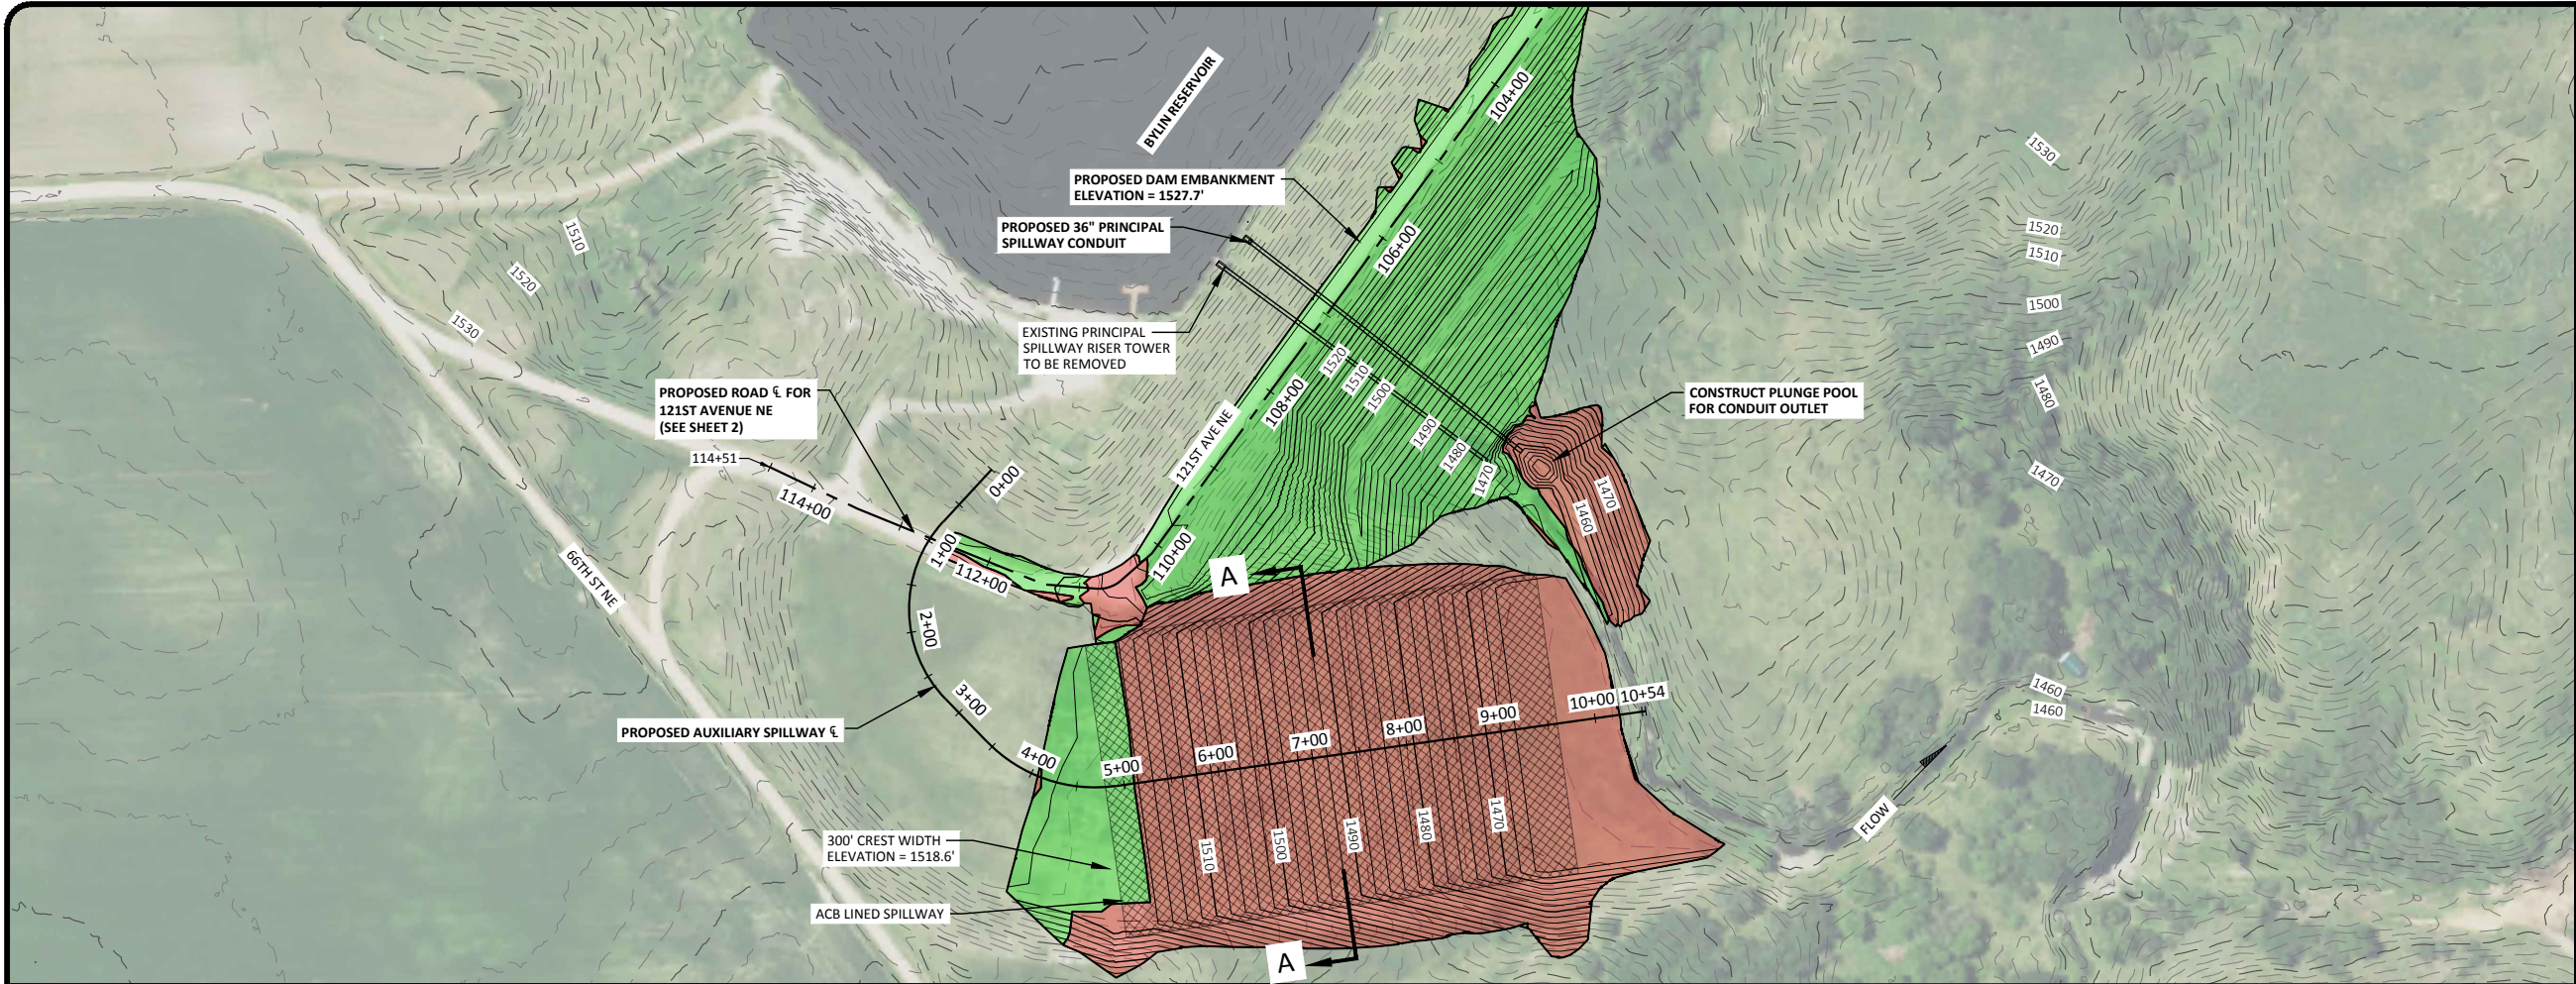 BYLIN RESERVOIR
104+00
PROPOSED DAM EMBANKMENT
ELEVATION = 1527.7'
PROPOSED 36" PRINCIPAL
SPILLWAY CONDUIT
106+00
EXISTING PRINCIPAL
SPILLWAY RISER TOWER
TO BE REMOVED
1510
1520
1530
1530
1520
1510
1500
1490
1480
1470
1520
1510
1500
1490
1480
1470
108+00
121ST AVE NE
PROPOSED ROAD ℄ FOR
121ST AVENUE NE
(SEE SHEET 2)
CONSTRUCT PLUNGE POOL
FOR CONDUIT OUTLET
114+51
114+00
0+00
1470
1460
66TH ST NE
1+00
112+00
110+00
A
2+00
3+00
PROPOSED AUXILIARY SPILLWAY ℄
4+00
5+00
6+00
7+00
8+00
9+00
10+00
10+54
1460
1460
300' CREST WIDTH
ELEVATION = 1518.6'
1510
1500
1490
1480
1470
FLOW
ACB LINED SPILLWAY
A